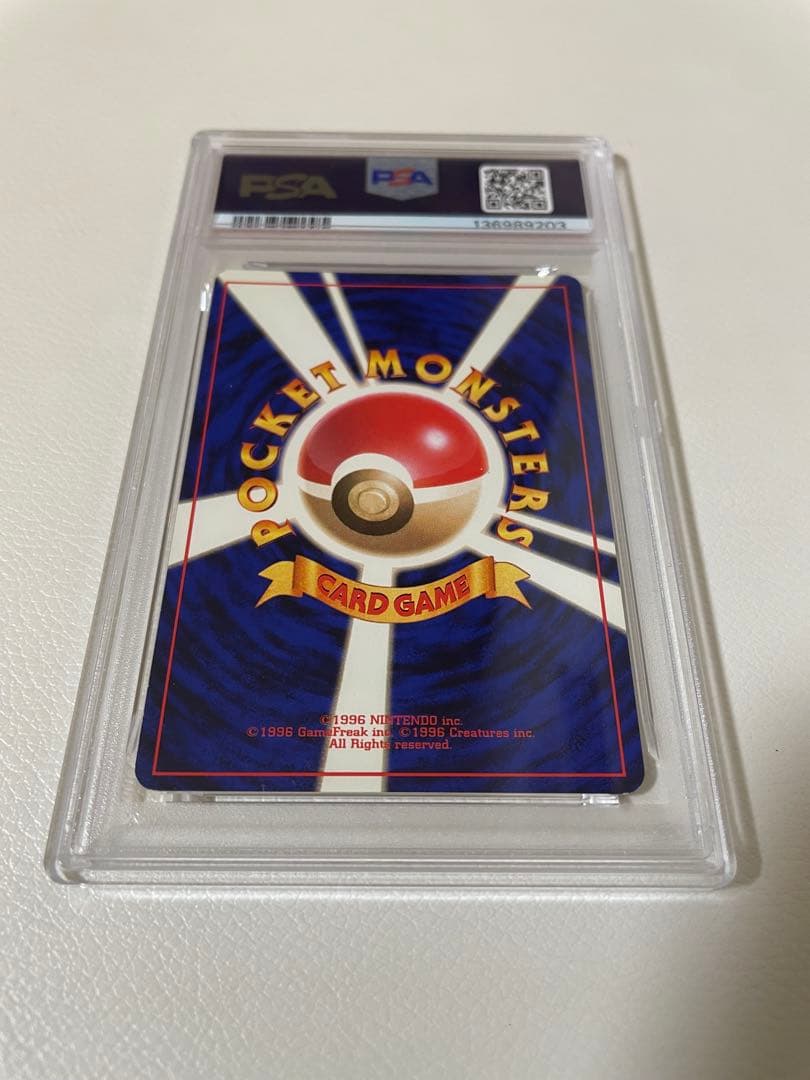 PSA PSA
136989203
POCKET MONSTERS
CARD GAME
©1996 NINTENDO inc.
©1996 GameFreak inc. ©1996 Creatures inc.
All Rights reserved.